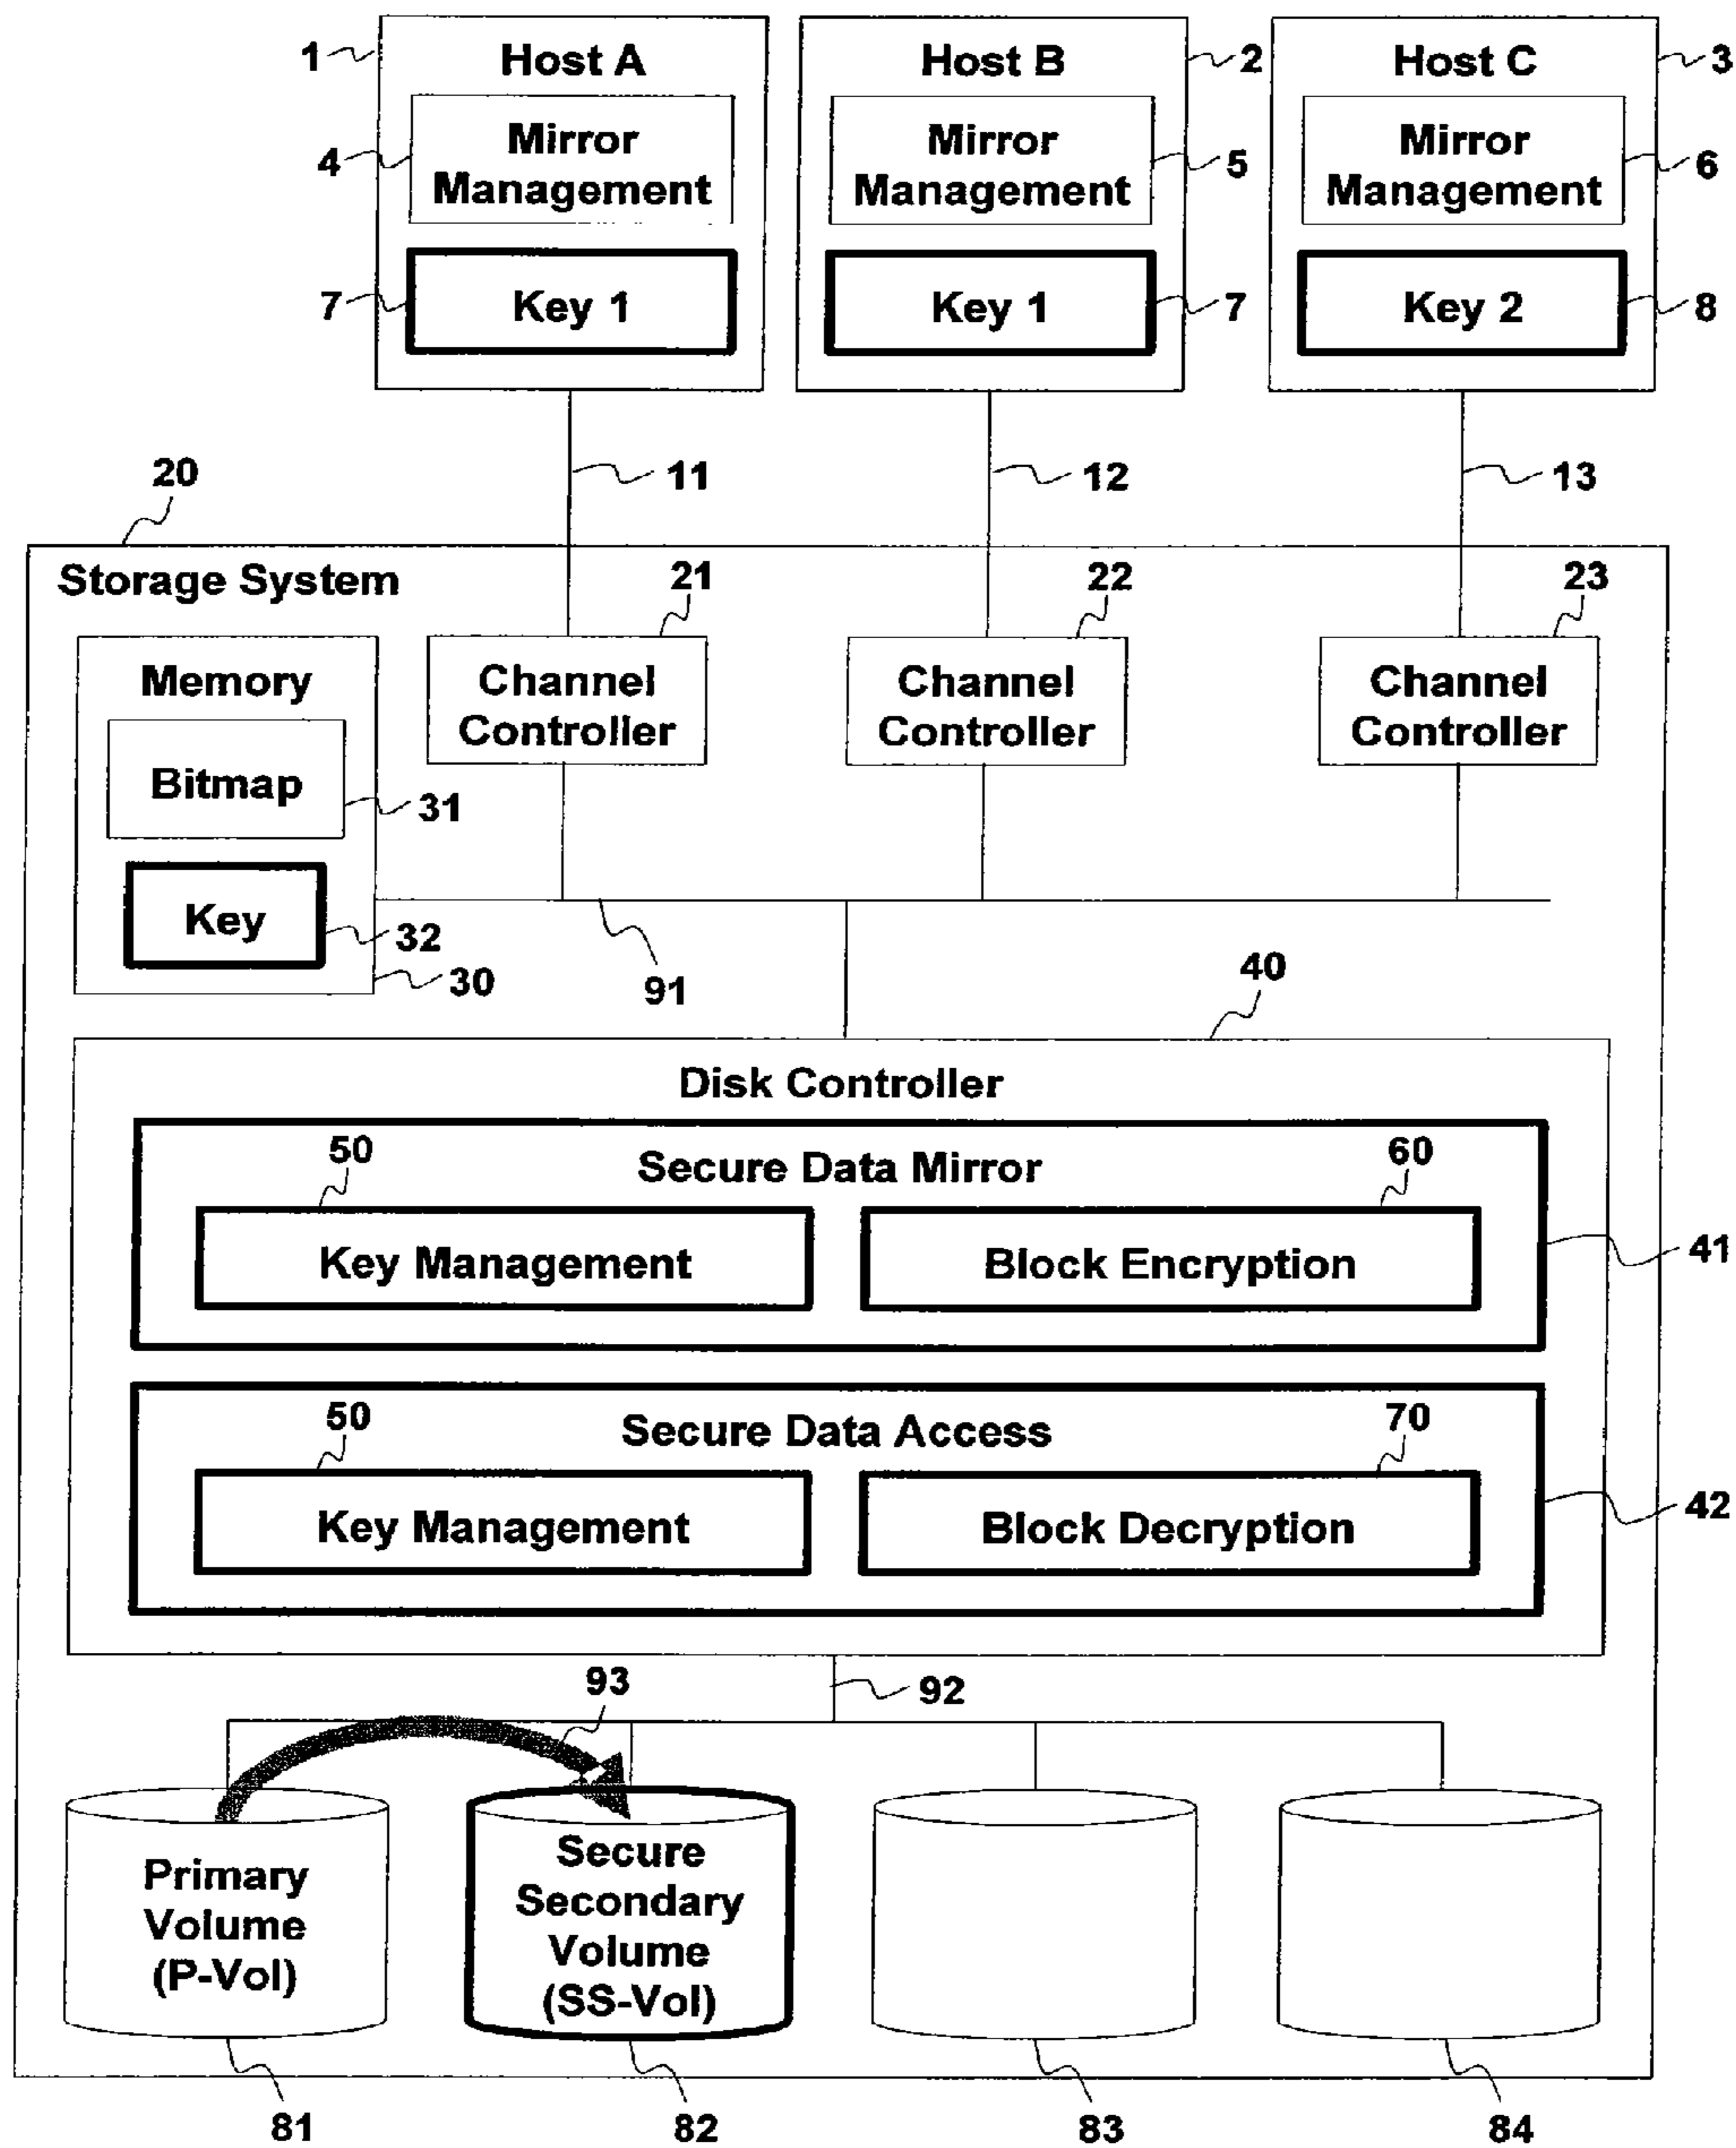 1
Host A
Host B
2
Host C
3
4
Mirror
Management
Mirror
Management
5
Mirror
Management
6
7
Key 1
Key 1
7
Key 2
8
20
11
12
13
Storage System
21
22
23
Memory
Channel
Controller
Channel
Controller
Channel
Controller
Bitmap
31
Key
32
30
91
40
Disk Controller
50
Secure Data Mirror
60
Key Management
Block Encryption
41
50
Secure Data Access
70
Key Management
Block Decryption
42
93
92
Primary
Volume
(P-Vol)
Secure
Secondary
Volume
(SS-Vol)
81
82
83
84